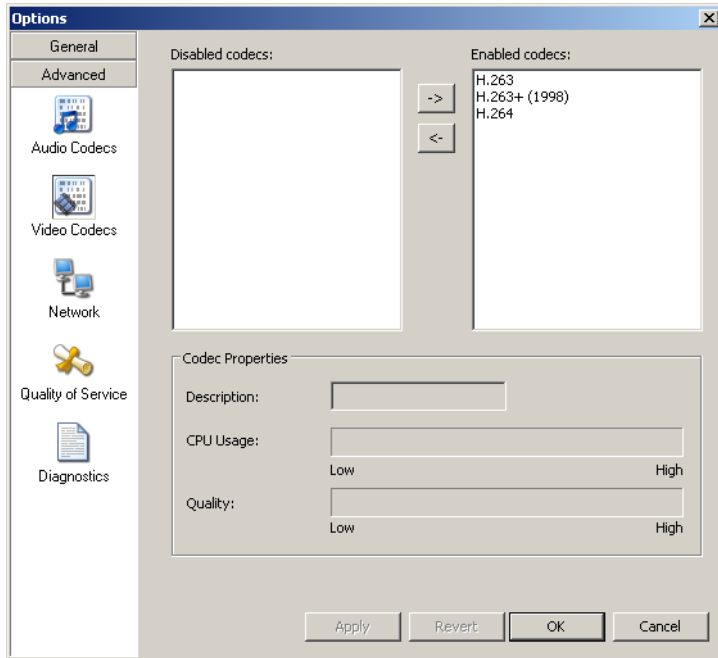 Options
General
Advanced
Audio Codecs
Video Codecs
Network
Quality of Service
Diagnostics
Disabled codecs:
->
<-
Enabled codecs:
H.263
H.263+ (1998)
H.264
Codec Properties
Description:
CPU Usage:
Low High
Quality:
Low High
Apply Revert OK Cancel